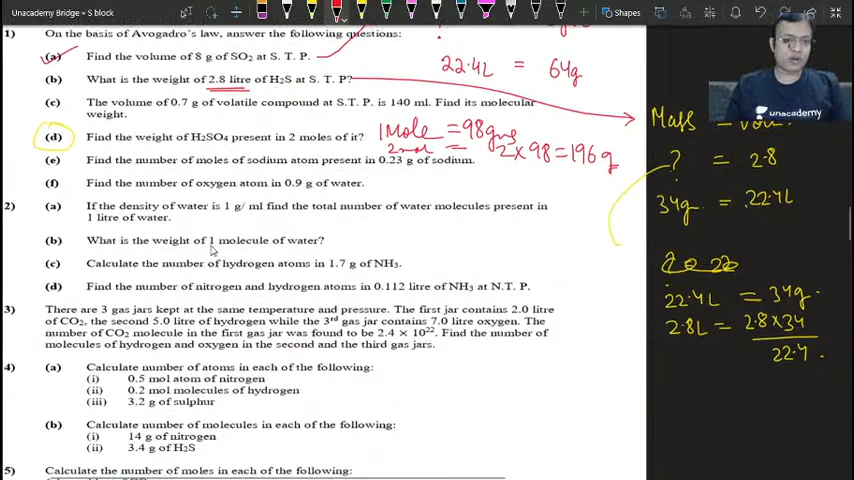 Avogadro Bridge - S block
Shapes
1) On the basis of Avogadro's law, answer the following questions:
(a) Find the volume of 8 g of SO₂ at S. T. P.
22.4L = 64g
(b) What is the weight of 2.8 litre of H₂S at S. T. P?
(c) The volume of 0.7 g of volatile compound at S.T. P. is 140 ml. Find its molecular
weight.
(d) Find the weight of H₂SO₄ present in 2 moles of it?
1Mole = 98gms
2mol = 2×98=196g
(e) Find the number of moles of sodium atom present in 0.23 g of sodium.
(f) Find the number of oxygen atom in 0.9 g of water.
2) (a) If the density of water is 1 g/ ml find the total number of water molecules present in
1 litre of water.
(b) What is the weight of 1 molecule of water?
(c) Calculate the number of hydrogen atoms in 1.7 g of NH₃.
(d) Find the number of nitrogen and hydrogen atoms in 0.112 litre of NH₃ at N.T. P.
3) There are 3 gas jars kept at the same temperature and pressure. The first jar contains 2.0 litre
of CO₂, the second 5.0 litre of hydrogen while the 3rd gas jar contains 7.0 litre oxygen. The
number of CO₂ molecule in the first gas jar was found to be 2.4 × 10²². Find the number of
molecules of hydrogen and oxygen in the second and the third gas jars.
4) (a) Calculate number of atoms in each of the following:
(i) 0.5 mol atom of nitrogen
(ii) 0.2 mol molecules of hydrogen
(iii) 3.2 g of sulphur
(b) Calculate number of molecules in each of the following:
(i) 14 g of nitrogen
(ii) 3.4 g of H₂S
5) Calculate the number of moles in each of the following:
unacademy
unacademy
Mass =
? = 2.8
34g = 22.4L
22.4L = 34g
2.8L = 2.8×34
22.4